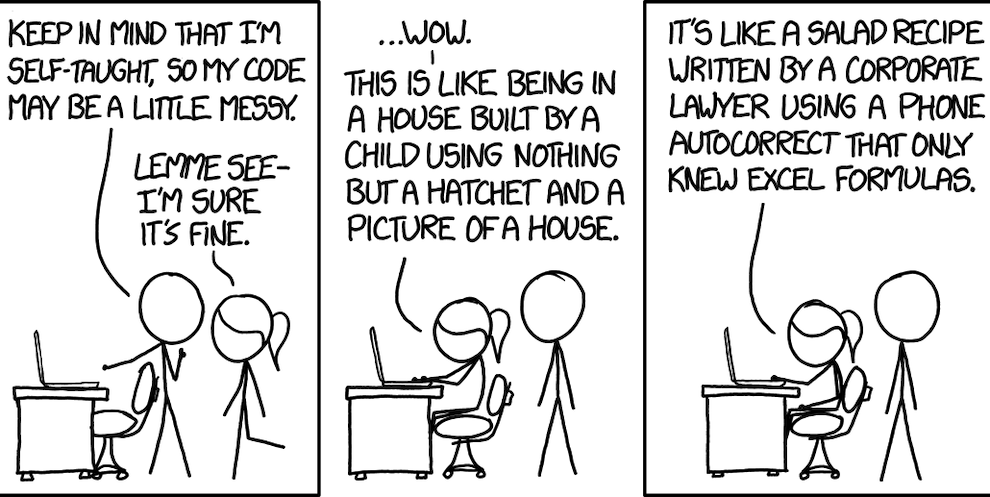 KEEP IN MIND THAT I'M
SELF-TAUGHT, SO MY CODE
MAY BE A LITTLE MESSY.
LEMME SEE-
I'M SURE
IT'S FINE.
...WOW.
THIS IS LIKE BEING IN
A HOUSE BUILT BY A
CHILD USING NOTHING
BUT A HATCHET AND A
PICTURE OF A HOUSE.
IT'S LIKE A SALAD RECIPE
WRITTEN BY A CORPORATE
LAWYER USING A PHONE
AUTOCORRECT THAT ONLY
KNEW EXCEL FORMULAS.